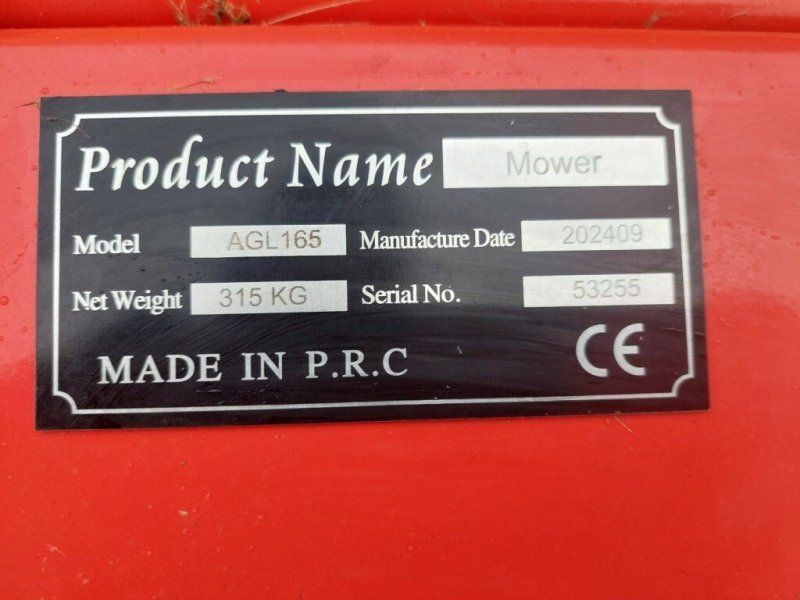 Product Name Mower
Model AGL165 Manufacture Date 202409
Net Weight 315 KG Serial No. 53255
MADE IN P.R.C CE